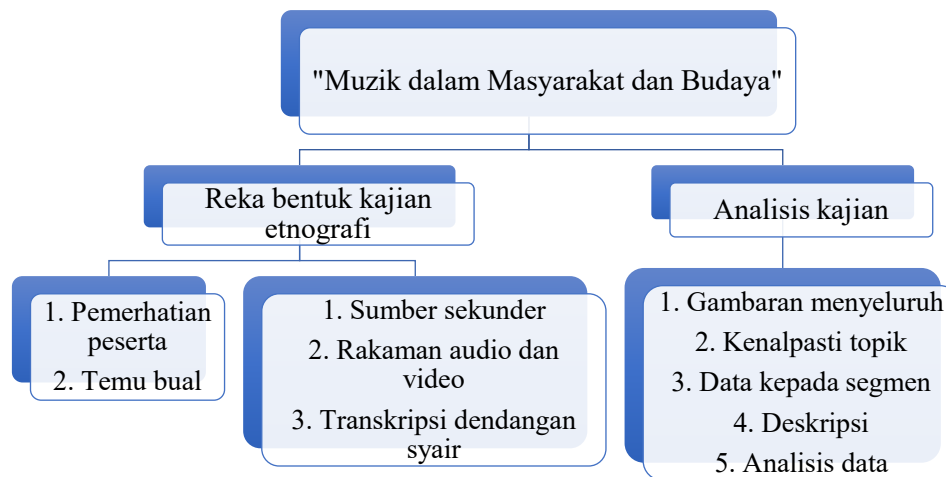 "Muzik dalam Masyarakat dan Budaya"
Reka bentuk kajian
etnografi
Analisis kajian
1. Pemerhatian
peserta
2. Temu bual
1. Sumber sekunder
2. Rakaman audio dan
video
3. Transkripsi dendangan
syair
1. Gambaran menyeluruh
2. Kenalpasti topik
3. Data kepada segmen
4. Deskripsi
5. Analisis data